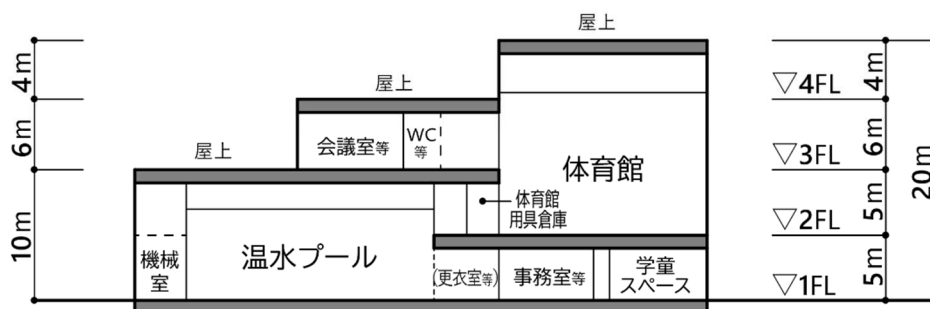 屋上
4m
屋上
▽4FL
4m
6m
会議室等
WC
等
屋上
体育館
▽3FL
6m
20m
体育館
用具倉庫
▽2FL
5m
10m
機械
室
温水プール
(更衣室等)
事務室等
学童
スペース
▽1FL
5m